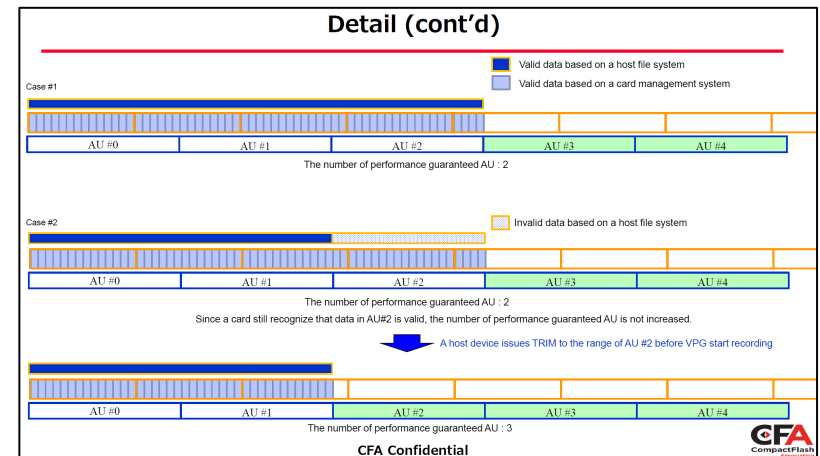 Detail (cont’d)
Valid data based on a host file system
Case #1
Valid data based on a card management system
AU #0 AU #1 AU #2 AU #3 AU #4
The number of performance guaranteed AU : 2
Case #2
Invalid data based on a host file system
AU #0 AU #1 AU #2 AU #3 AU #4
The number of performance guaranteed AU : 2
Since a card still recognize that data in AU#2 is valid, the number of performance guaranteed AU is not increased.
A host device issues TRIM to the range of AU #2 before VPG start recording
AU #0 AU #1 AU #2 AU #3 AU #4
The number of performance guaranteed AU : 3
CFA Confidential
CFA
CompactFlash
Association